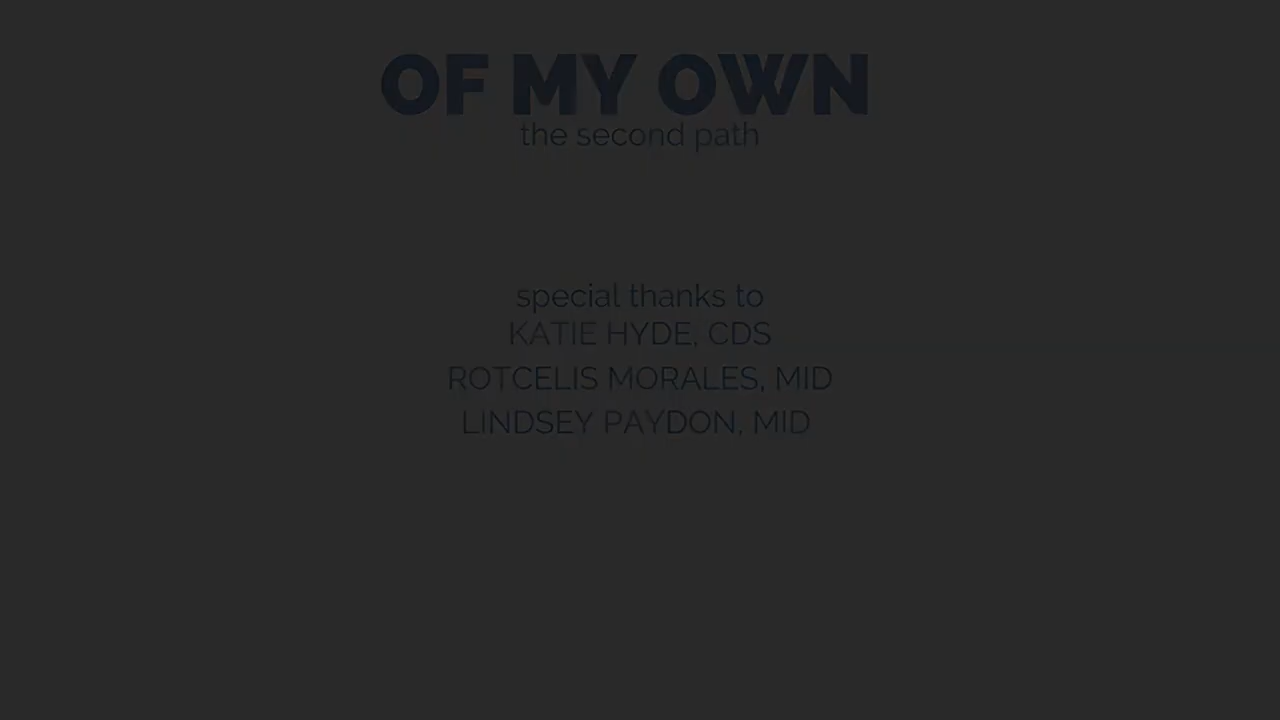 OF MY OWN
the second path
special thanks to
KATIE HYDE, CDS
ROTCELIS MORALES, MID
LINDSEY PAYDON, MID